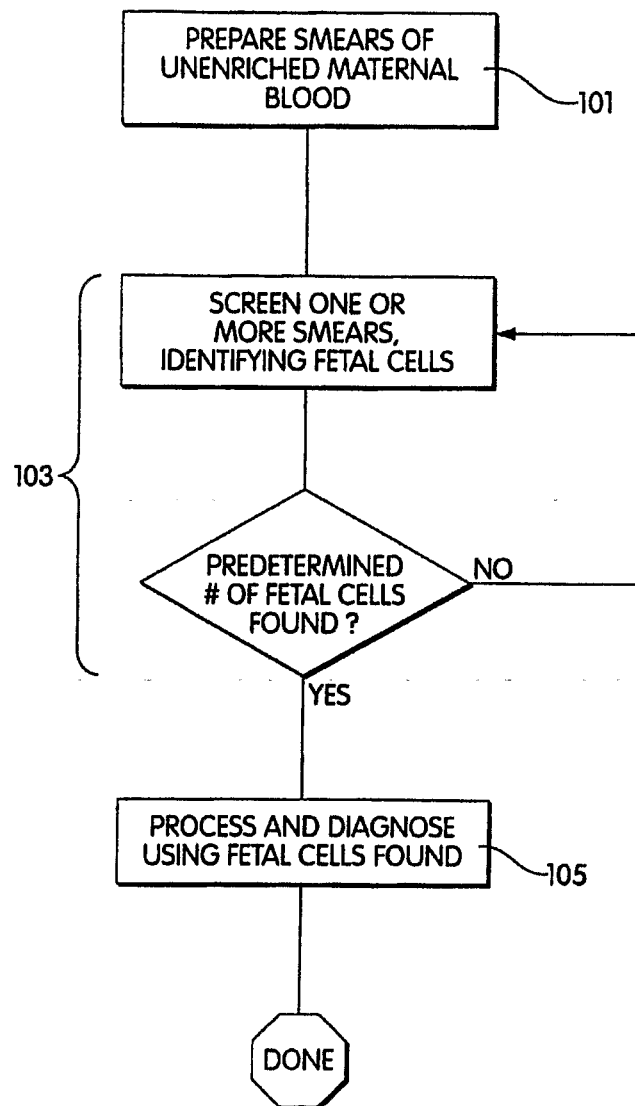 PREPARE SMEARS OF
UNENRICHED MATERNAL
BLOOD
101
SCREEN ONE OR
MORE SMEARS,
IDENTIFYING FETAL CELLS
103
PREDETERMINED
# OF FETAL CELLS
FOUND ?
NO
YES
PROCESS AND DIAGNOSE
USING FETAL CELLS FOUND
105
DONE